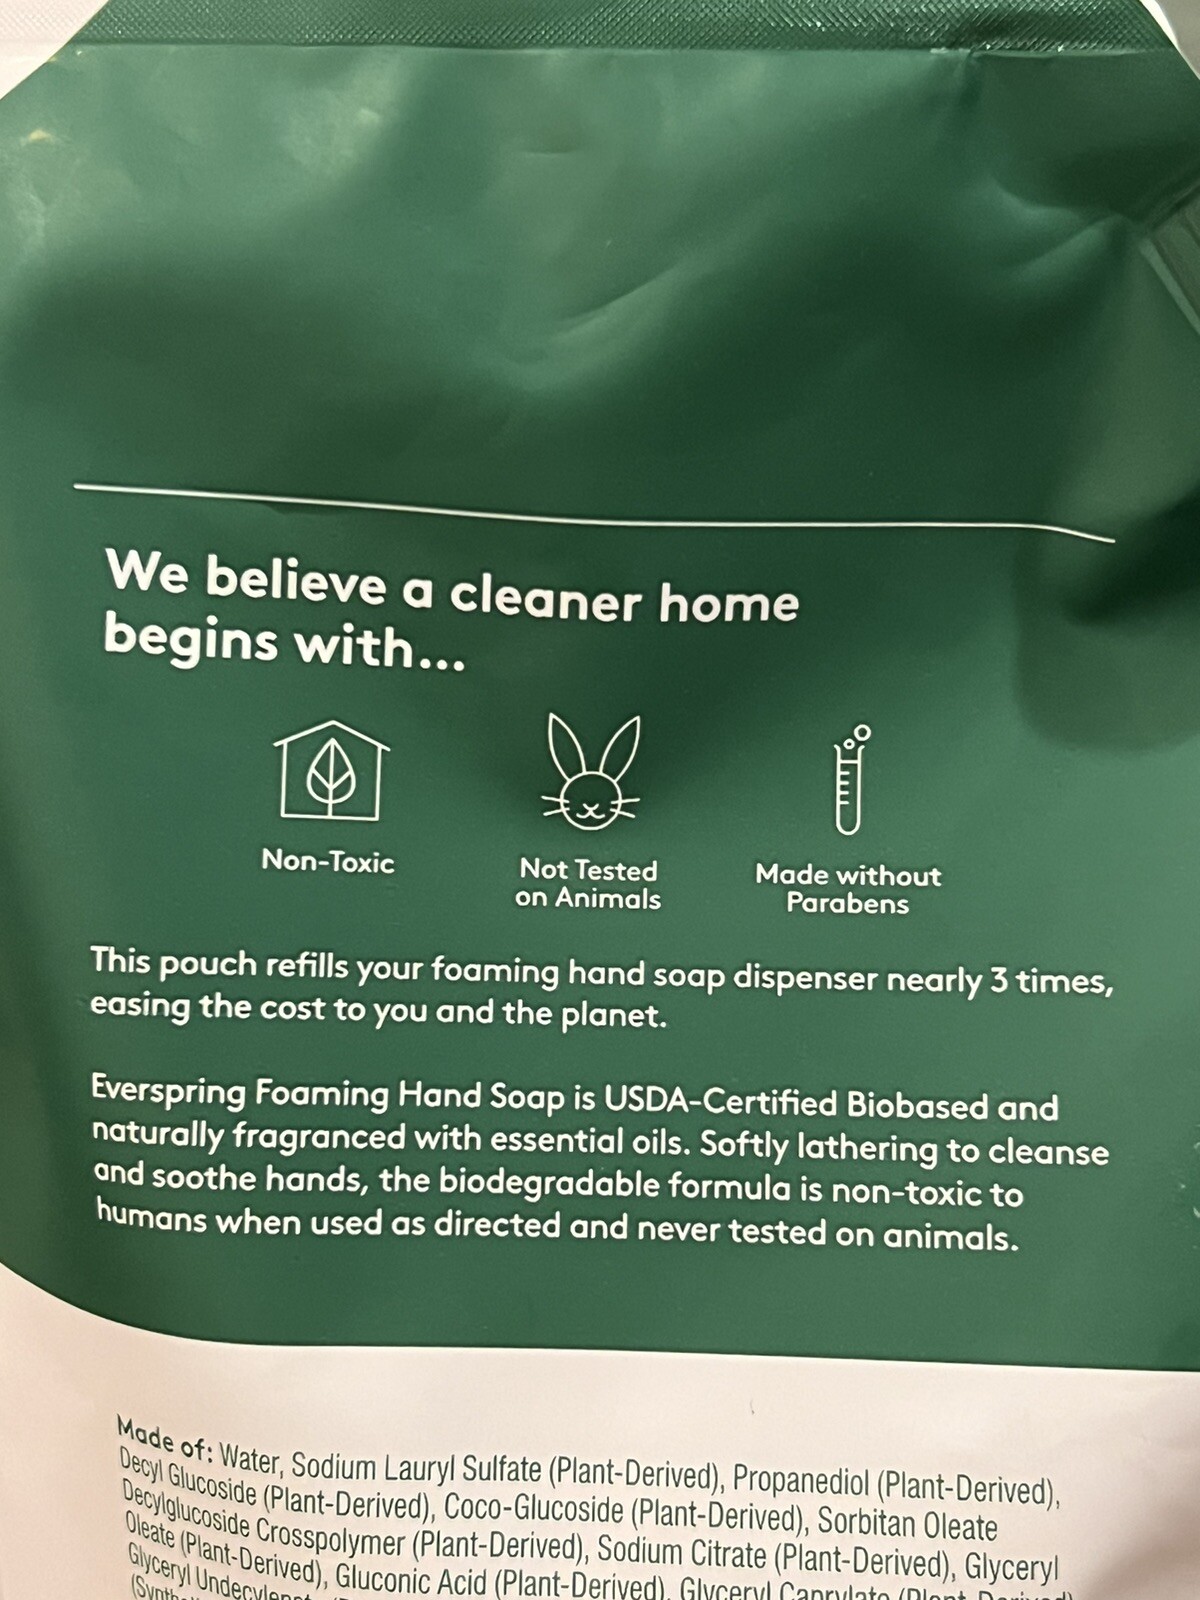 We believe a cleaner home
begins with...
Non-Toxic
Not Tested
on Animals
Made without
Parabens
This pouch refills your foaming hand soap dispenser nearly 3 times,
easing the cost to you and the planet.
Everspring Foaming Hand Soap is USDA-Certified Biobased and
naturally fragranced with essential oils. Softly lathering to cleanse
and soothe hands, the biodegradable formula is non-toxic to
humans when used as directed and never tested on animals.
Made of: Water, Sodium Lauryl Sulfate (Plant-Derived), Propanediol (Plant-Derived),
Decyl Glucoside (Plant-Derived), Coco-Glucoside (Plant-Derived), Sorbitan Oleate
Decylglucoside Crosspolymer (Plant-Derived), Sodium Citrate (Plant-Derived), Glyceryl
Oleate (Plant-Derived), Gluconic Acid (Plant-Derived), Glyceryl Caprylate (Plant-Derived)
Glyceryl